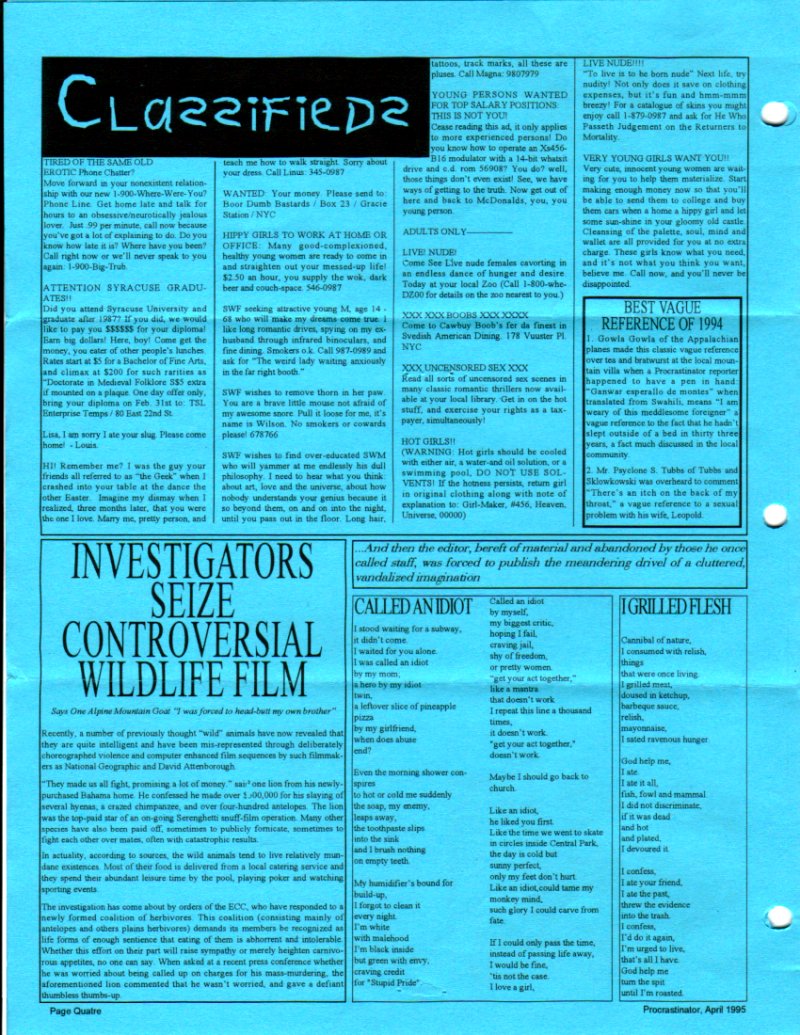 Classifieds
TIRED OF THE SAME OLD
EROTIC Phone Chatter?
Move forward in your nonexistent relation-
ship with our new 1-900-Where-Were-You?
Phone Line. Get home late and talk for
hours to an obsessive/neurotically jealous
lover. Just .99 per minute, call now because
you've got a lot of explaining to do. Do you
know how late it is? Where have you been?
Call right now or we'll never speak to you
again: 1-900-Big-Trub.
ATTENTION SYRACUSE GRADU-
ATES!!
Did you attend Syracuse University and
graduate after 1987? If you did, we would
like to pay you $$$$$$ for your diploma!
Earn big dollars! Here, boy! Come get the
money, you eater of other people's lunches.
Rates start at $5 for a Bachelor of Fine Arts,
and climax at $200 for such rarities as
"Doctorate in Medieval Folklore S$5 extra
if mounted on a plaque. One day offer only,
bring your diploma on Feb. 31st to: TSL
Enterprise Temps / 80 East 22nd St.
Lisa, I am sorry I ate your slug. Please come
home! - Louis.
HI! Remember me? I was the guy your
friends all referred to as "the Geek" when I
crashed into your table at the dance the
other Easter. Imagine my dismay when I
realized, three months later, that you were
the one I love. Marry me, pretty person, and
teach me how to walk straight. Sorry about
your dress. Call Linus: 345-0987
WANTED: Your money. Please send to:
Boor Dumb Bastards / Box 23 / Gracie
Station / NYC
HIPPY GIRLS TO WORK AT HOME OR
OFFICE: Many good-complexioned,
healthy young women are ready to come in
and straighten out your messed-up life!
$2.50 an hour, you supply the wok, dark
beer and couch-space. 546-0987
SWF seeking attractive young M, age 14 -
68 who will make my dreams come true. I
like long romantic drives, spying on my ex-
husband through infrared binoculars, and
fine dining. Smokers o.k. Call 987-0989 and
ask for "The weird lady waiting anxiously
in the far right booth."
SWF wishes to remove thorn in her paw.
You are a brave little mouse not afraid of
my awesome snore. Pull it loose for me, it's
name is Wilson. No smokers or cowards
please! 678766
SWF wishes to find over-educated SWM
who will yammer at me endlessly his dull
philosophy. I need to hear what you think:
about art, love and the universe, about how
nobody understands your genius because it
so beyond them, on and on into the night,
until you pass out in the floor. Long hair,
tattoos, track marks, all these are
pluses. Call Magna: 9807979
YOUNG PERSONS WANTED
FOR TOP SALARY POSITIONS:
THIS IS NOT YOU!
Cease reading this ad, it only applies
to more experienced persons! Do
you know how to operate an Xs456-
B16 modulator with a 14-bit whatsit
drive and c.d. rom 56908? You do? well,
those things don't even exist! See, we have
ways of getting to the truth. Now get out of
here and back to McDonalds, you, you
young person.
ADULTS ONLY
LIVE! NUDE!
Come See LIve nude females cavorting in
an endless dance of hunger and desire.
Today at your local Zoo (Call 1-800-whe-
DZ00 for details on the zoo nearest to you.)
XXX XXX BOOBS XXX XXXX
Come to Cawbuy Boob's fer da finest in
Swedish American Dining. 178 Vuuster Pl.
NYC
XXX UNCENSORED SEX XXX
Read all sorts of uncensored sex scenes in
many classic romantic thrillers now avail-
able at your local library. Get in on the hot
stuff, and exercise your rights as a tax-
payer, simultaneously!
HOT GIRLS!!
(WARNING: Hot girls should be cooled
with either air, a water-and oil solution, or a
swimming pool, DO NOT USE SOL-
VENTS! If the hotness persists, return girl
in original clothing along with note of
explanation to: Girl-Maker, #456, Heaven,
Universe, 00000)
LIVE NUDE!!!!
"To live is to be born nude" Next life, try
nudity! Not only does it save on clothing
expenses, but it's fun and hmm-mmm
breezy! For a catalogue of skins you might
enjoy call 1-879-0987 and ask for He Who
Passeth Judgement on the Returners to
Mortality.
VERY YOUNG GIRLS WANT YOU!!
Very cute, innocent young women are wait-
ing for you to help them materialize. Start
making enough money now so that you'll
be able to send them to college and buy
them cars when a home a hippy girl and let
some sun-shine in your gloomy old castle.
Cleansing of the palette, soul, mind and
wallet are all provided for you at no extra
charge. These girls know what you need,
and it's not what you think you want,
believe me. Call now, and you'll never be
disappointed.
BEST VAGUE
REFERENCE OF 1994
1. Gowla Gowla of the Appalachian
planes made this classic vague reference
over tea and bratwurst at the local moun-
tain villa when a Procrastinator reporter
happened to have a pen in hand:
"Ganwar esperallo de montes" when
translated from Swahili, means "I am
weary of this meddlesome foreigner" a
vague reference to the fact that he hadn't
slept outside of a bed in thirty three
years, a fact much discussed in the local
community.
2. Mr. Payclone S. Tubbs of Tubbs and
Sklowkowski was overheard to comment
"There's an itch on the back of my
throat," a vague reference to a sexual
problem with his wife, Leopold.
INVESTIGATORS
SEIZE
CONTROVERSIAL
WILDLIFE FILM
Says One Alpine Mountain Goat "I was forced to head-butt my own brother"
Recently, a number of previously thought "wild" animals have now revealed that
they are quite intelligent and have been mis-represented through deliberately
choreographed violence and computer enhanced film sequences by such filmmak-
ers as National Geographic and David Attenborough.
"They made us all fight, promising a lot of money." said one lion from his newly-
purchased Bahama home. He confessed he made over 500,000 for his slaying of
several hyenas, a crazed chimpanzee, and over four-hundred antelopes. The lion
was the top-paid star of an on-going Serenghetti snuff-film operation. Many other
species have also been paid off, sometimes to publicly fornicate, sometimes to
fight each other over mates, often with catastrophic results.
In actuality, according to sources, the wild animals tend to live relatively mun-
dane existences. Most of their food is delivered from a local catering service and
they spend their abundant leisure time by the pool, playing poker and watching
sporting events.
The investigation has come about by orders of the ECC, who have responded to a
newly formed coalition of herbivores. This coalition (consisting mainly of
antelopes and others plains herbivores) demands its members be recognized as
life forms of enough sentience that eating of them is abhorrent and intolerable.
Whether this effort on their part will raise sympathy or merely heighten carnivo-
rous appetites, no one can say. When asked at a recent press conference whether
he was worried about being called up on charges for his mass-murdering, the
aforementioned lion commented that he wasn't worried, and gave a defiant
thumbless thumbs-up.
...And then the editor, bereft of material and abandoned by those he once
called staff, was forced to publish the meandering drivel of a cluttered,
vandalized imagination
CALLED AN IDIOT
I stood waiting for a subway,
it didn't come.
I waited for you alone.
I was called an idiot
by my mom,
a hero by my idiot
twin,
a leftover slice of pineapple
pizza
by my girlfriend,
when does abuse
end?
Even the morning shower con-
spires
to hot or cold me suddenly
the soap, my enemy,
leaps away,
the toothpaste slips
into the sink
and I brush nothing
on empty teeth.
My humidifier's bound for
build-up,
I forgot to clean it
every night.
I'm white
with malehood
I'm black inside
but green with envy,
craving credit
for "Stupid Pride".
Called an idiot
by myself,
my biggest critic,
hoping I fail,
craving jail,
shy of freedom,
or pretty women.
"get your act together,"
like a mantra
that doesn't work
I repeat this line a thousand
times,
it doesn't work.
"get your act together,"
doesn't work.
Maybe I should go back to
church.
Like an idiot,
he liked you first.
Like the time we went to skate
in circles inside Central Park,
the day is cold but
sunny perfect,
only my feet don't hurt.
Like an idiot,could tame my
monkey mind,
such glory I could carve from
fate.
If I could only pass the time,
instead of passing life away,
I would be fine,
'tis not the case.
I love a girl,
I GRILLED FLESH
Cannibal of nature,
I consumed with relish,
things
that were once living.
I grilled meat,
doused in ketchup,
barbeque sauce,
relish,
mayonnaise,
I sated ravenous hunger.
God help me,
I ate.
I ate it all,
fish, fowl and mammal.
I did not discriminate,
if it was dead
and hot
and plated,
I devoured it.
I confess,
I ate your friend,
I ate the past,
threw the evidence
into the trash.
I confess,
I'd do it again,
I'm urged to live,
that's all I have.
God help me
turn the spit
until I'm roasted.
Page Quatre
Procrastinator, April 1995